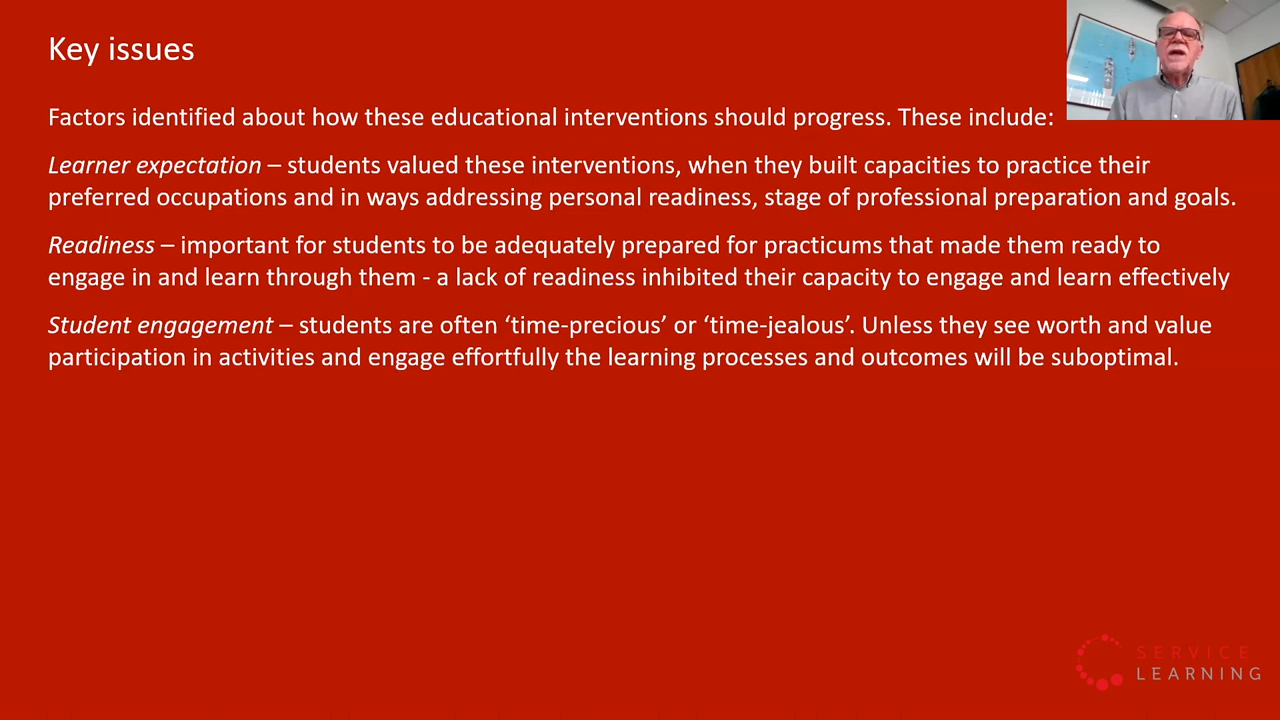 Key issues
Factors identified about how these educational interventions should progress. These include:
Learner expectation – students valued these interventions, when they built capacities to practice their
preferred occupations and in ways addressing personal readiness, stage of professional preparation and goals.
Readiness – important for students to be adequately prepared for practicums that made them ready to
engage in and learn through them - a lack of readiness inhibited their capacity to engage and learn effectively
Student engagement – students are often ‘time-precious’ or ‘time-jealous’. Unless they see worth and value
participation in activities and engage effortfully the learning processes and outcomes will be suboptimal.
SERVICE
LEARNING